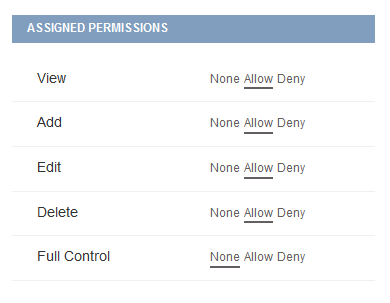 ASSIGNED PERMISSIONS
View None Allow Deny
Add None Allow Deny
Edit None Allow Deny
Delete None Allow Deny
Full Control None Allow Deny